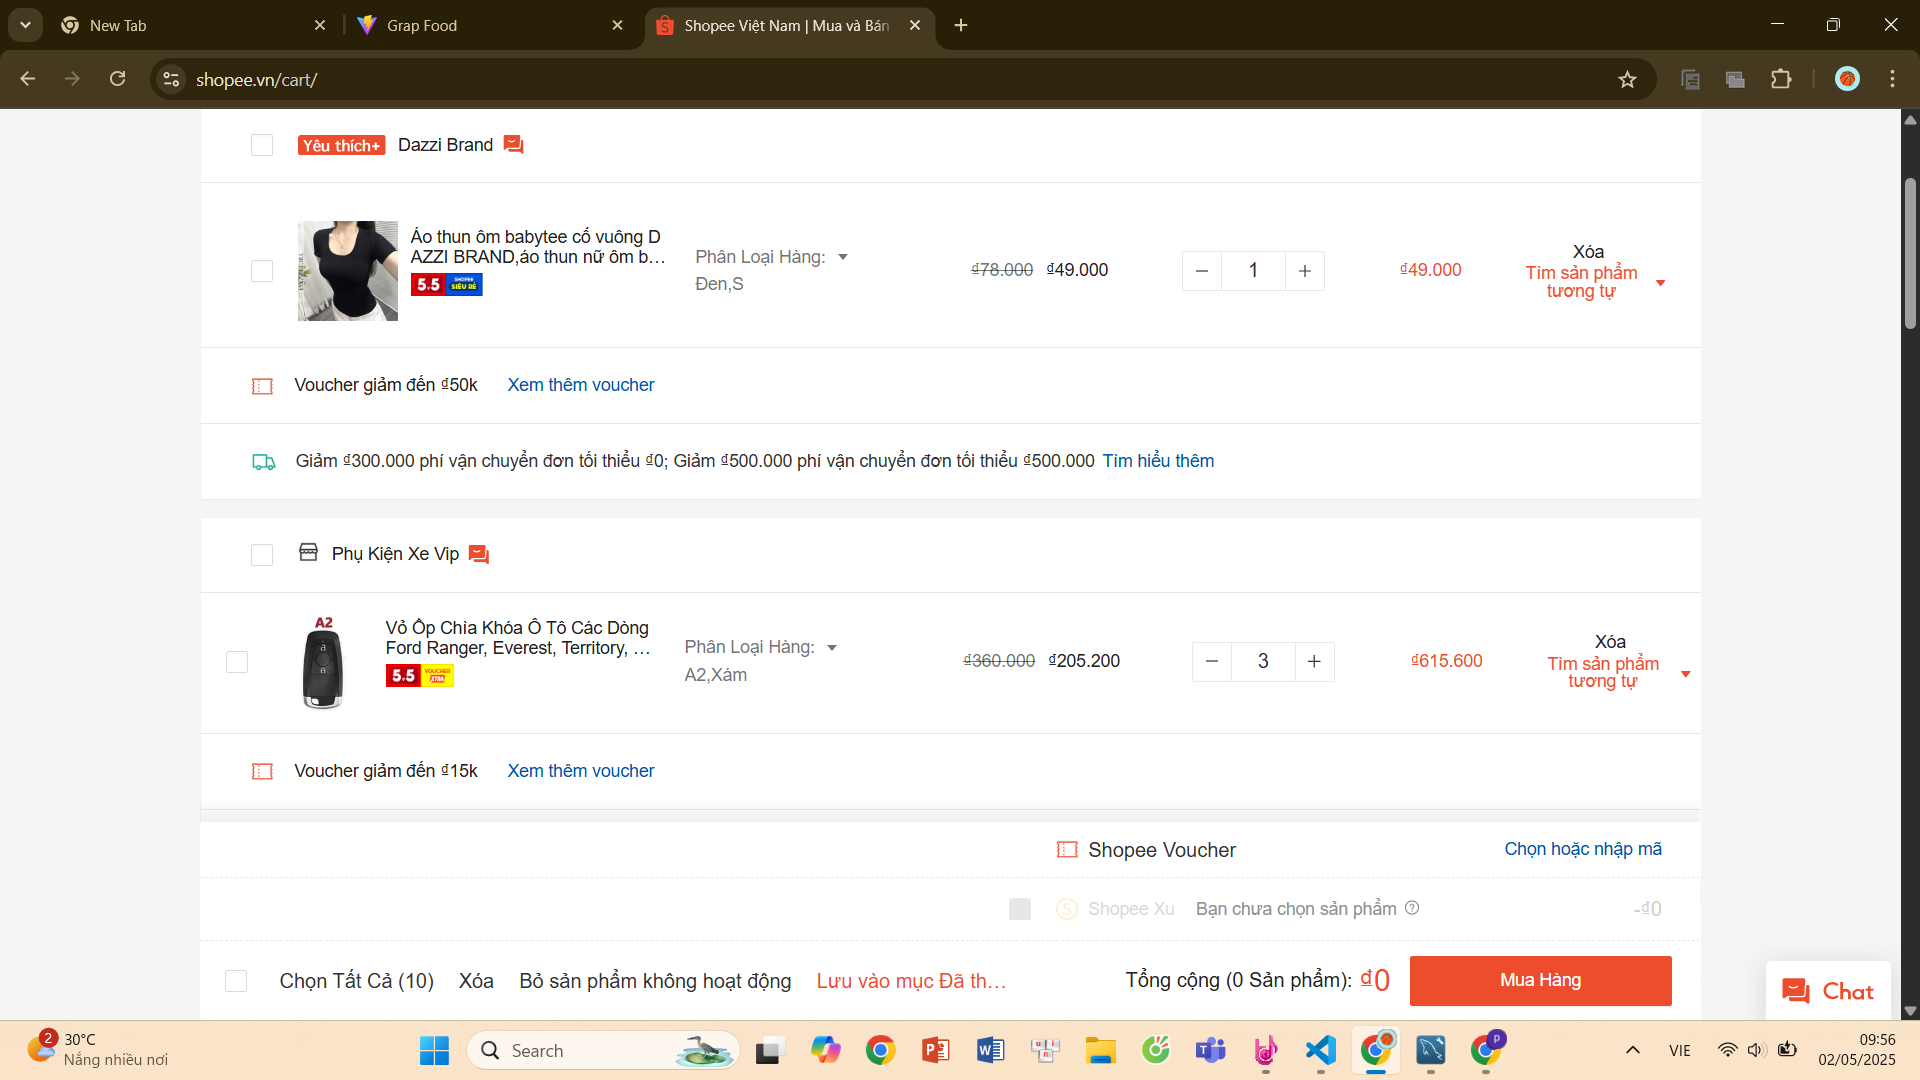 New Tab
Grap Food
Shopee Việt Nam | Mua và Bán
shopee.vn/cart/
Yêu thích+ Dazzi Brand
Áo thun ôm babytee cổ vuông D
AZZI BRAND,áo thun nữ ôm b...
5.5 SHOPEE SIÊU RẺ
Phân Loại Hàng:
Đen,S
₫78.000 ₫49.000
1
₫49.000
Xóa
Tìm sản phẩm
tương tự
Voucher giảm đến ₫50k Xem thêm voucher
Giảm ₫300.000 phí vận chuyển đơn tối thiểu ₫0; Giảm ₫500.000 phí vận chuyển đơn tối thiểu ₫500.000 Tìm hiểu thêm
Phụ Kiện Xe Vip
A2
Vỏ Ốp Chìa Khóa Ô Tô Các Dòng
Ford Ranger, Everest, Territory, ...
5.5 VOUCHER XTRA
Phân Loại Hàng:
A2,Xám
₫360.000 ₫205.200
3
₫615.600
Xóa
Tìm sản phẩm
tương tự
Voucher giảm đến ₫15k Xem thêm voucher
Shopee Voucher
Chọn hoặc nhập mã
Shopee Xu Bạn chưa chọn sản phẩm
-₫0
Chọn Tất Cả (10) Xóa Bỏ sản phẩm không hoạt động Lưu vào mục Đã th...
Tổng cộng (0 Sản phẩm): ₫0
Mua Hàng
Chat
2
30°C
Nắng nhiều nơi
Search
VIE
09:56
02/05/2025